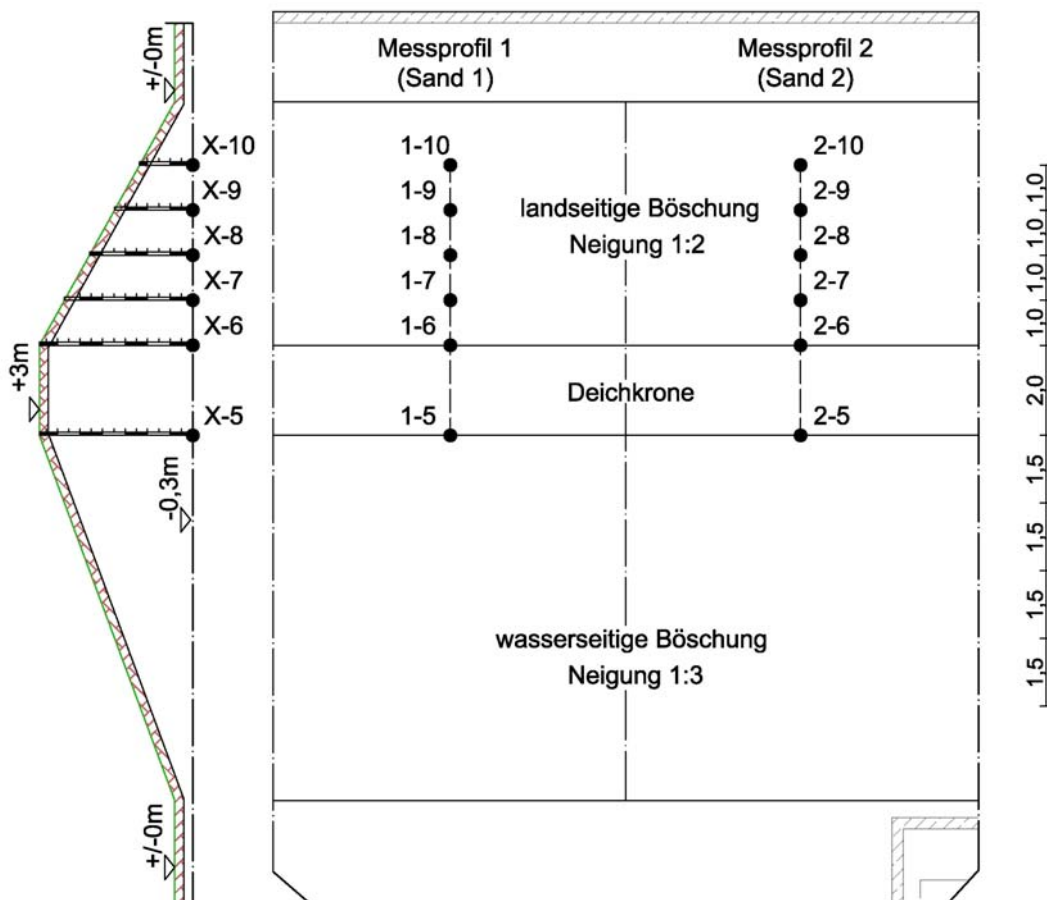 Messprofil 1
(Sand 1)
Messprofil 2
(Sand 2)
+/-0m
X-10
1-10
2-10
X-9
1-9
2-9
X-8
1-8
2-8
X-7
1-7
2-7
X-6
1-6
2-6
landseitige Böschung
Neigung 1:2
+3m
Deichkrone
X-5
1-5
2-5
-0,3m
wasserseitige Böschung
Neigung 1:3
+/-0m
1,0
1,0
1,0
1,0
2,0
1,5
1,5
1,5
1,5